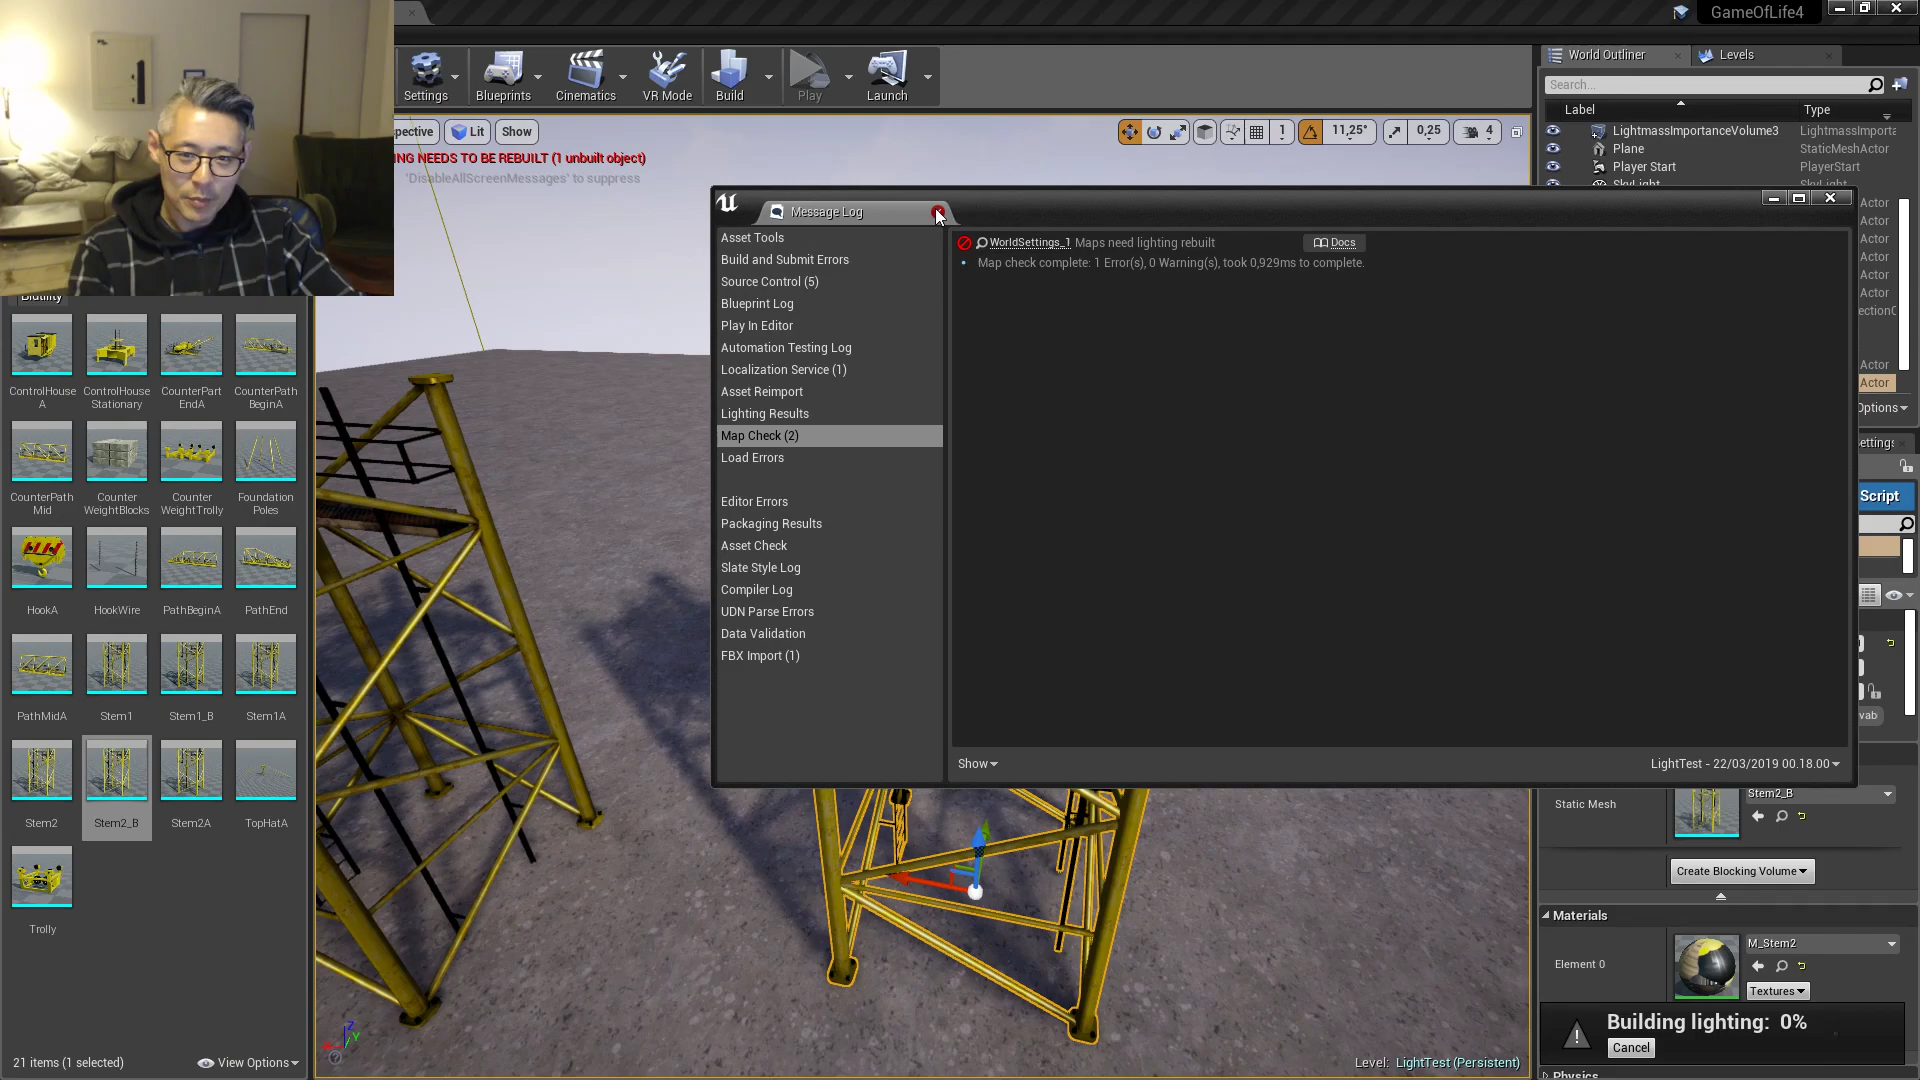 GameOfLife4
Settings
Blueprints
Cinematics
VR Mode
Build
Play
Launch
World Outliner
Levels
Search...
Label
Type
LightmassImportanceVolume3
LightmassImporta
Plane
StaticMeshActor
Player Start
PlayerStart
SkyLight
Actor
Actor
Actor
Actor
Actor
Actor
ectionC
Actor
Actor
Options
ettings
Script
vab
spective
Lit
Show
11,25°
0,25
4
1
NG NEEDS TO BE REBUILT (1 unbuilt object)
'DisableAllScreenMessages' to suppress
Message Log
Asset Tools
Build and Submit Errors
Source Control (5)
Blueprint Log
Play In Editor
Automation Testing Log
Localization Service (1)
Asset Reimport
Lighting Results
Map Check (2)
Load Errors
Editor Errors
Packaging Results
Asset Check
Slate Style Log
Compiler Log
UDN Parse Errors
Data Validation
FBX Import (1)
WorldSettings_1 Maps need lighting rebuilt
Docs
Map check complete: 1 Error(s), 0 Warning(s), took 0,929ms to complete.
Show
LightTest - 22/03/2019 00.18.00
Blutility
ControlHouse
A
ControlHouse
Stationary
CounterPart
EndA
CounterPath
BeginA
CounterPath
Mid
Counter
WeightBlocks
Counter
WeightTrolly
Foundation
Poles
HookA
HookWire
PathBeginA
PathEnd
PathMidA
Stem1
Stem1_B
Stem1A
Stem2
Stem2_B
Stem2A
TopHatA
Trolly
21 items (1 selected)
View Options
Level: LightTest (Persistent)
Static Mesh
Stem2_B
Create Blocking Volume
Materials
Element 0
M_Stem2
Textures
Building lighting: 0%
Cancel
Physics